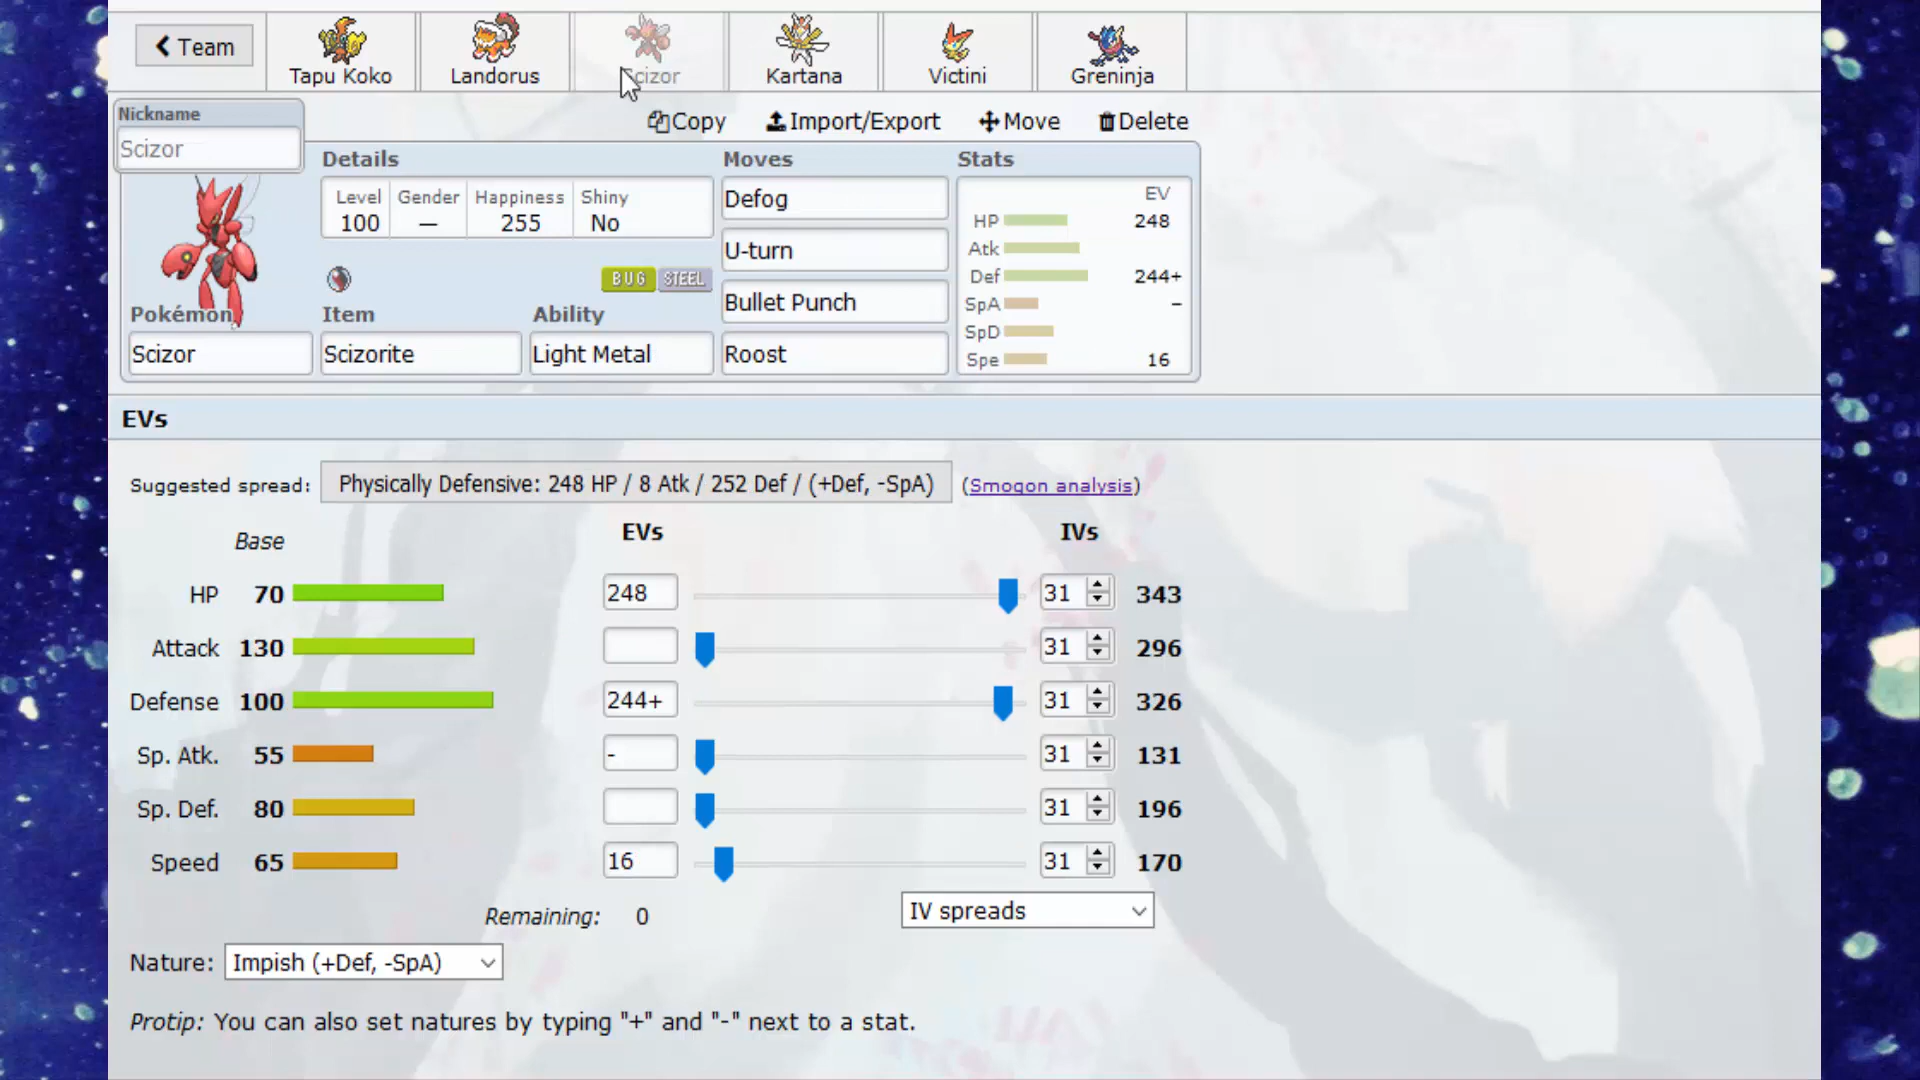 Team
Tapu Koko
Landorus
Scizor
Kartana
Victini
Greninja
Nickname
Scizor
Copy
Import/Export
Move
Delete
Details
Moves
Stats
Level Gender Happiness Shiny
100 — 255 No
BUG STEEL
Pokémon
Item
Ability
Scizor
Scizorite
Light Metal
Defog
U-turn
Bullet Punch
Roost
EV
HP 248
Atk
Def 244+
SpA –
SpD
Spe 16
EVs
Suggested spread: Physically Defensive: 248 HP / 8 Atk / 252 Def / (+Def, -SpA) (Smogon analysis)
Base EVs IVs
HP 70 248 31 343
Attack 130 31 296
Defense 100 244+ 31 326
Sp. Atk. 55 - 31 131
Sp. Def. 80 31 196
Speed 65 16 31 170
Remaining: 0 IV spreads
Nature: Impish (+Def, -SpA)
Protip: You can also set natures by typing "+" and "-" next to a stat.